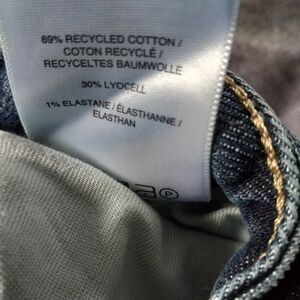 69% RECYCLED COTTON /
COTON RECYCLÉ /
RECYCELTES BAUMWOLLE
30% LYOCELL
1% ELASTANE / ÉLASTHANNE /
ELASTHAN
P